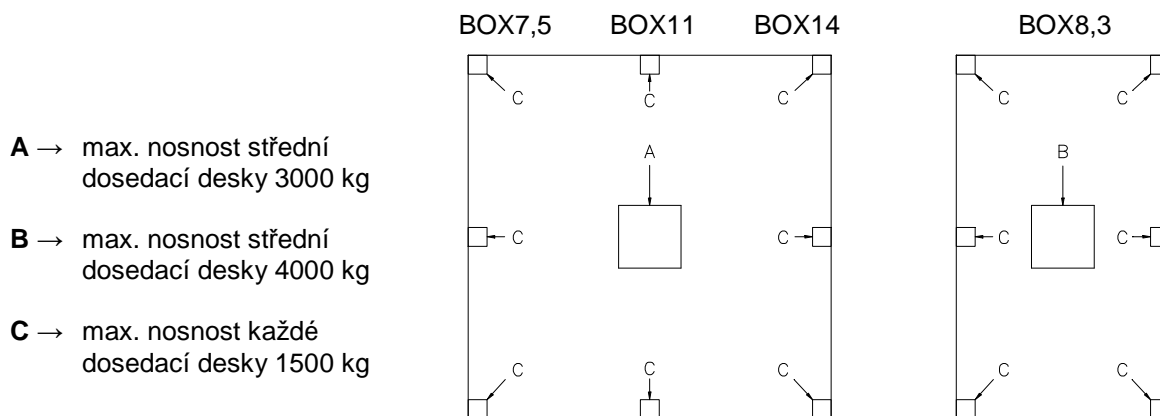 BOX7,5 BOX11 BOX14 BOX8,3
C C C C C
A → max. nosnost střední
dosedací desky 3000 kg
A B
B → max. nosnost střední
dosedací desky 4000 kg
C C C C
C → max. nosnost každé
dosedací desky 1500 kg
C C C C C